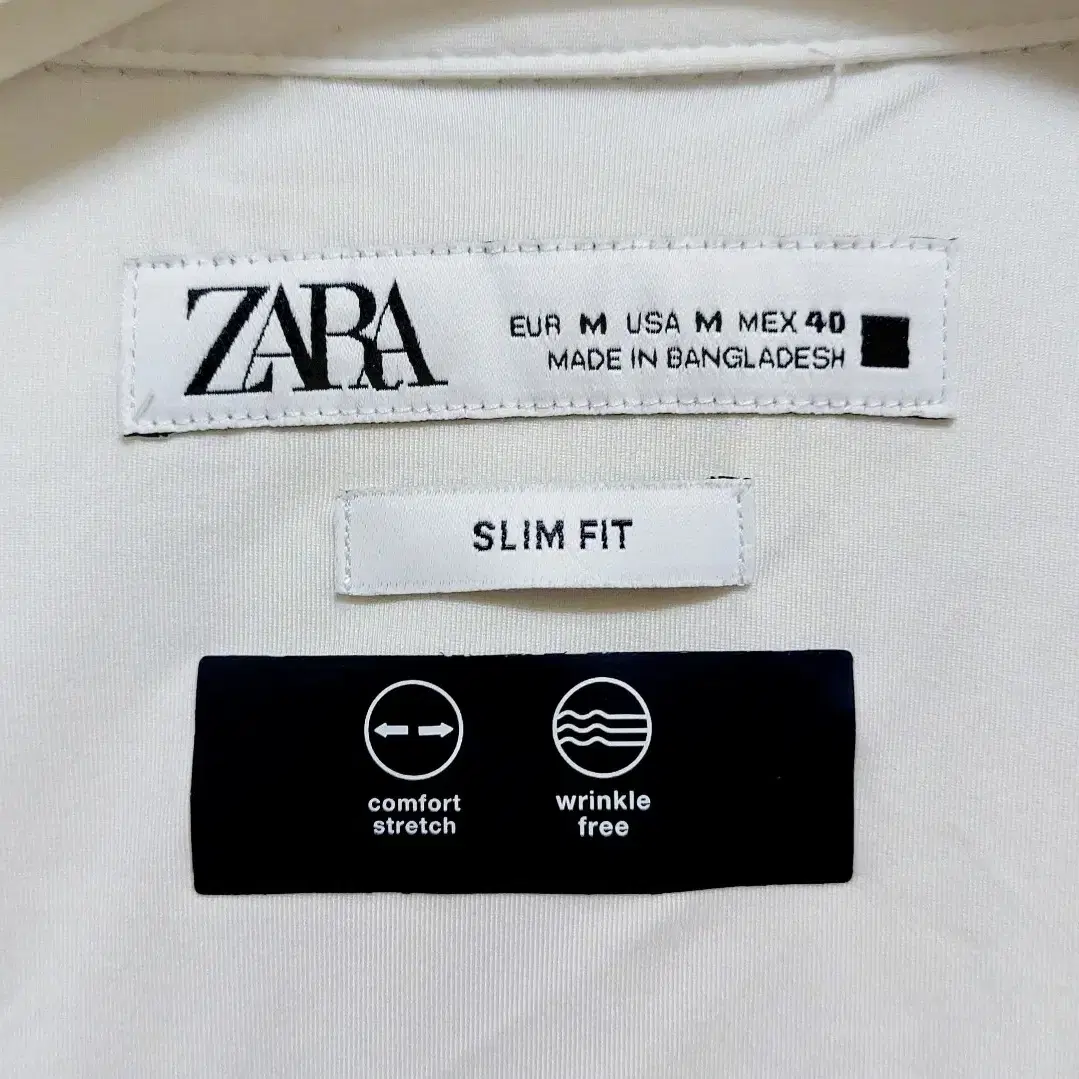 ZARA
EUR M USA M MEX 40
MADE IN BANGLADESH
SLIM FIT
comfort
stretch
wrinkle
free